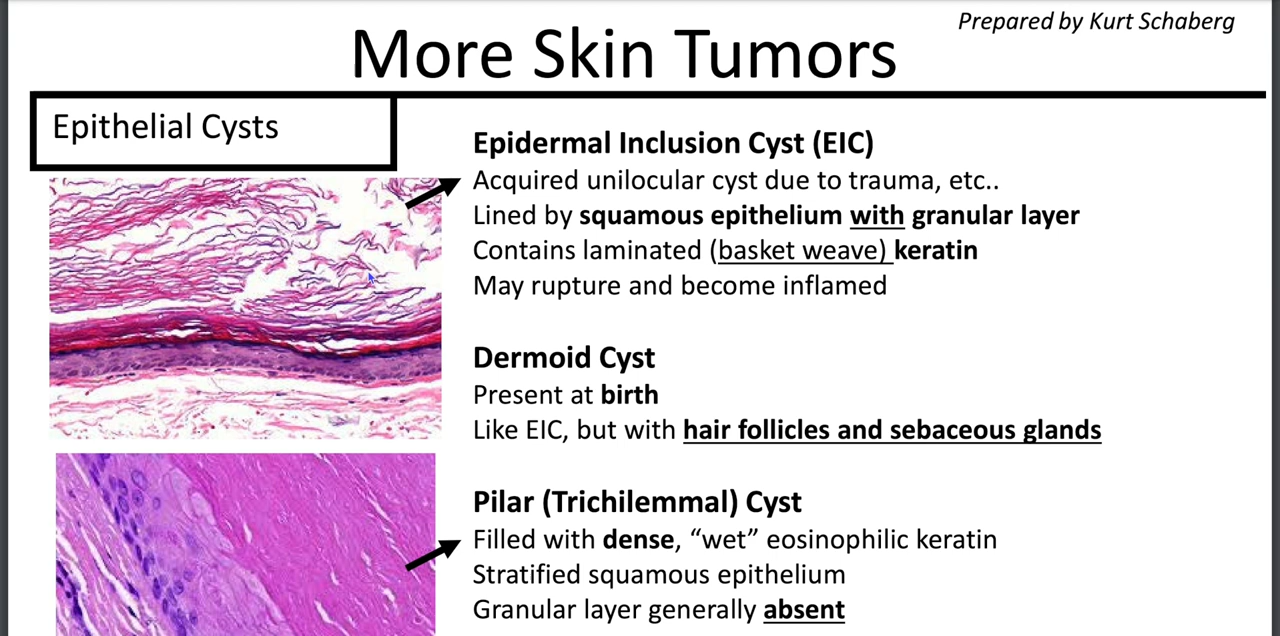 Prepared by Kurt Schaberg
More Skin Tumors
Epithelial Cysts
Epidermal Inclusion Cyst (EIC)
Acquired unilocular cyst due to trauma, etc..
Lined by squamous epithelium with granular layer
Contains laminated (basket weave) keratin
May rupture and become inflamed
Dermoid Cyst
Present at birth
Like EIC, but with hair follicles and sebaceous glands
Pilar (Trichilemmal) Cyst
Filled with dense, “wet” eosinophilic keratin
Stratified squamous epithelium
Granular layer generally absent